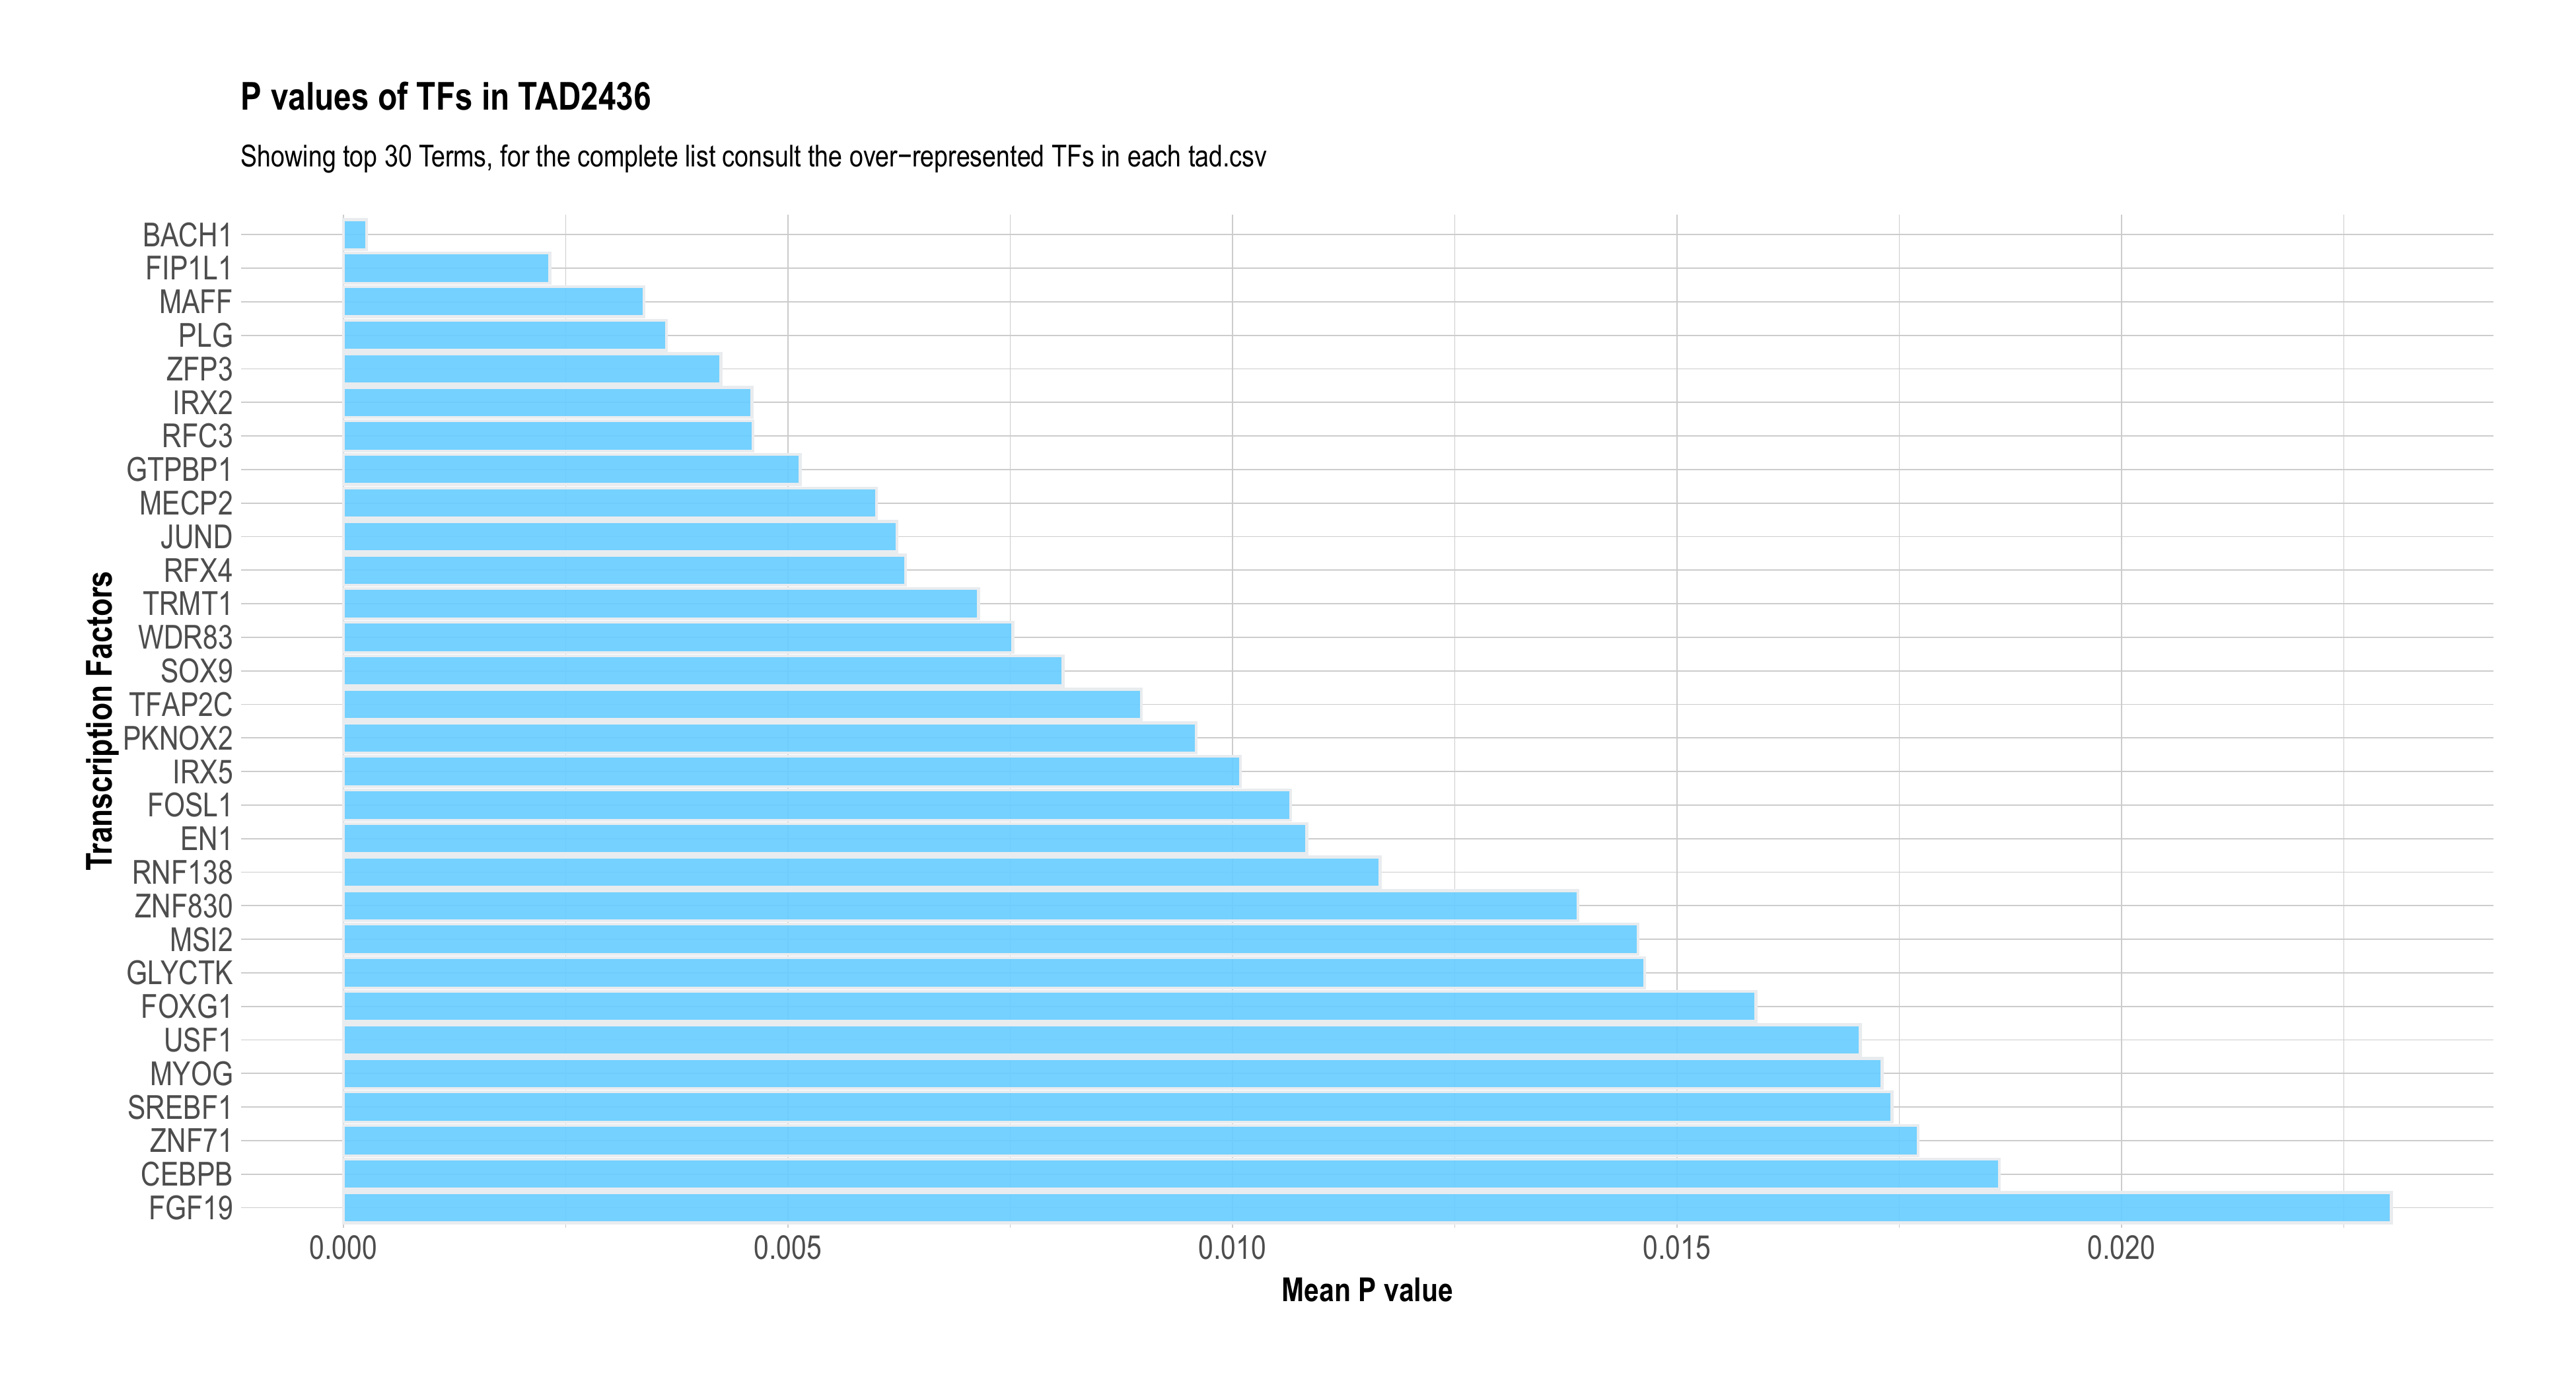 P values of TFs in TAD2436
Showing top 30 Terms, for the complete list consult the over−represented TFs in each tad.csv
Transcription Factors
BACH1
FIP1L1
MAFF
PLG
ZFP3
IRX2
RFC3
GTPBP1
MECP2
JUND
RFX4
TRMT1
WDR83
SOX9
TFAP2C
PKNOX2
IRX5
FOSL1
EN1
RNF138
ZNF830
MSI2
GLYCTK
FOXG1
USF1
MYOG
SREBF1
ZNF71
CEBPB
FGF19
0.000 0.005 0.010 0.015 0.020
Mean P value